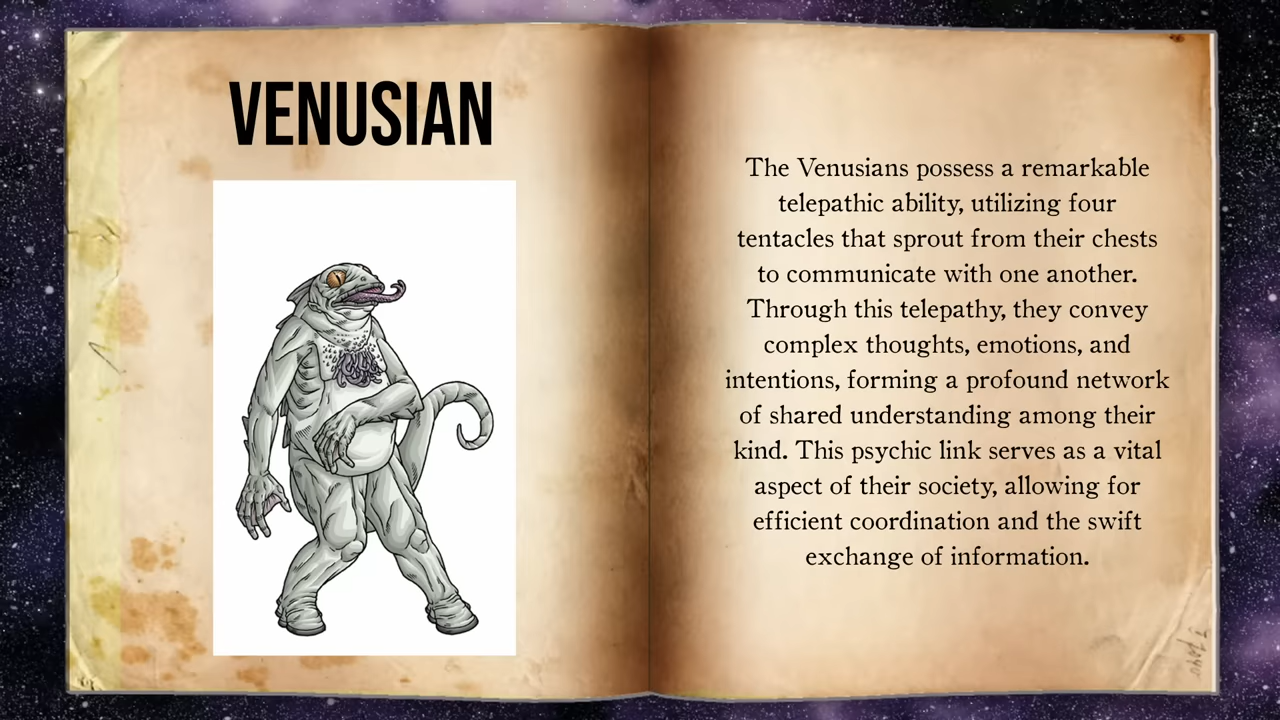 VENUSIAN
The Venusians possess a remarkable
telepathic ability, utilizing four
tentacles that sprout from their chests
to communicate with one another.
Through this telepathy, they convey
complex thoughts, emotions, and
intentions, forming a profound network
of shared understanding among their
kind. This psychic link serves as a vital
aspect of their society, allowing for
efficient coordination and the swift
exchange of information.